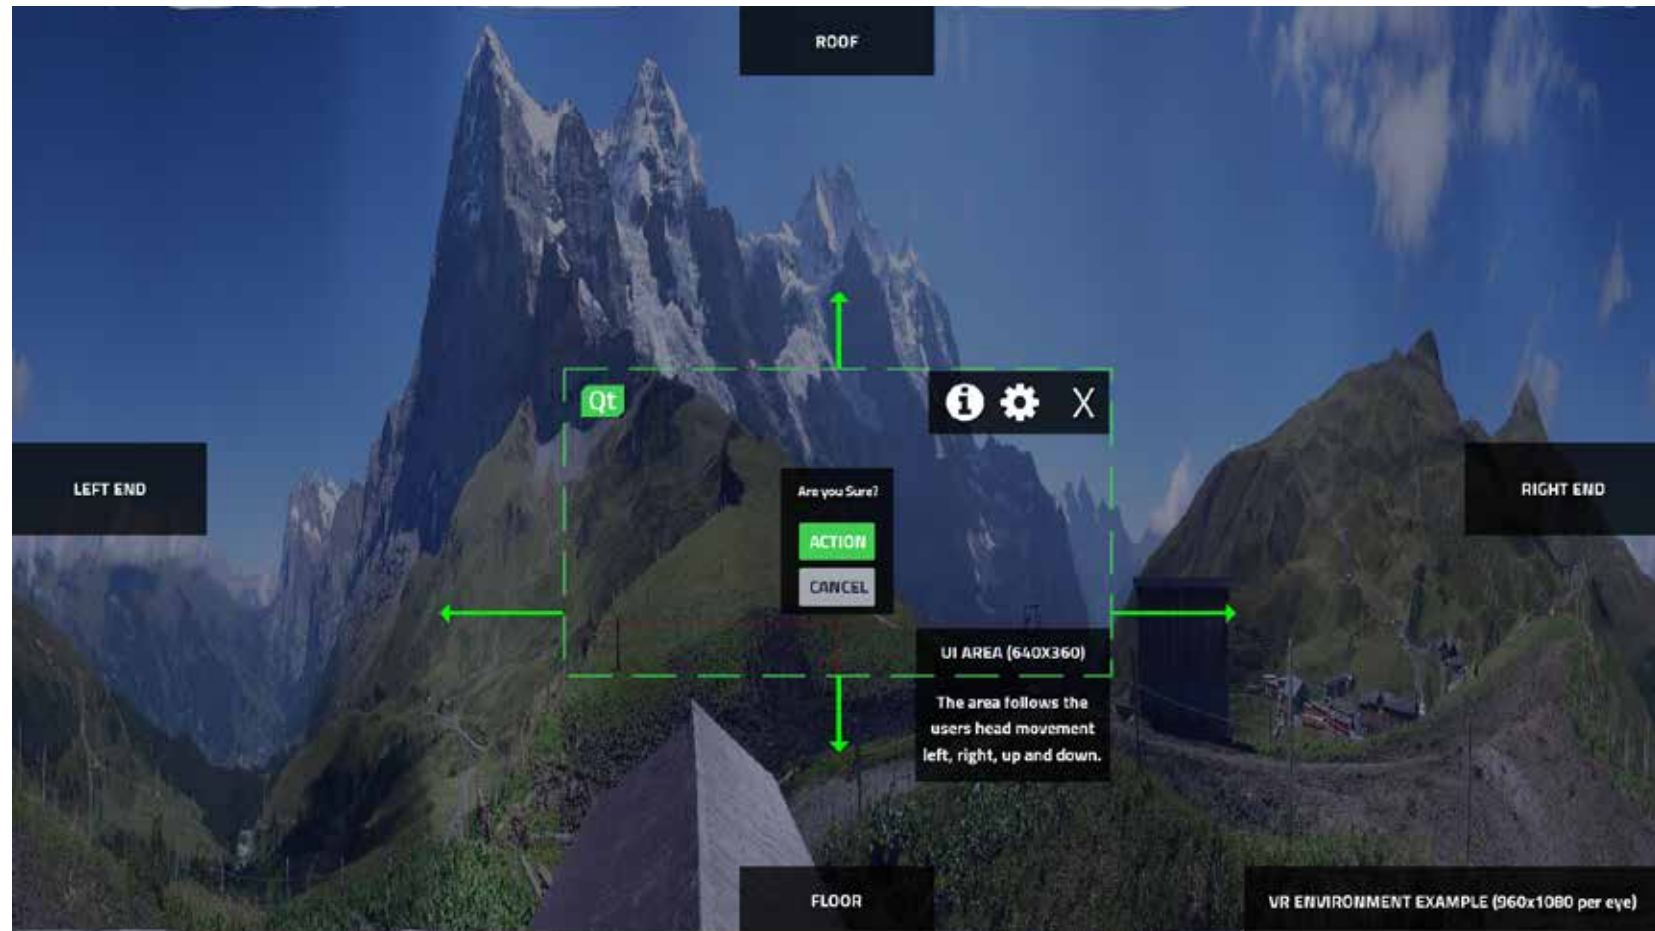 ROOF
Qt
X
LEFT END
Are you Sure?
RIGHT END
ACTION
CANCEL
UI AREA (640X360)
The area follows the
users head movement
left, right, up and down.
FLOOR
VR ENVIRONMENT EXAMPLE (960x1080 per eye)